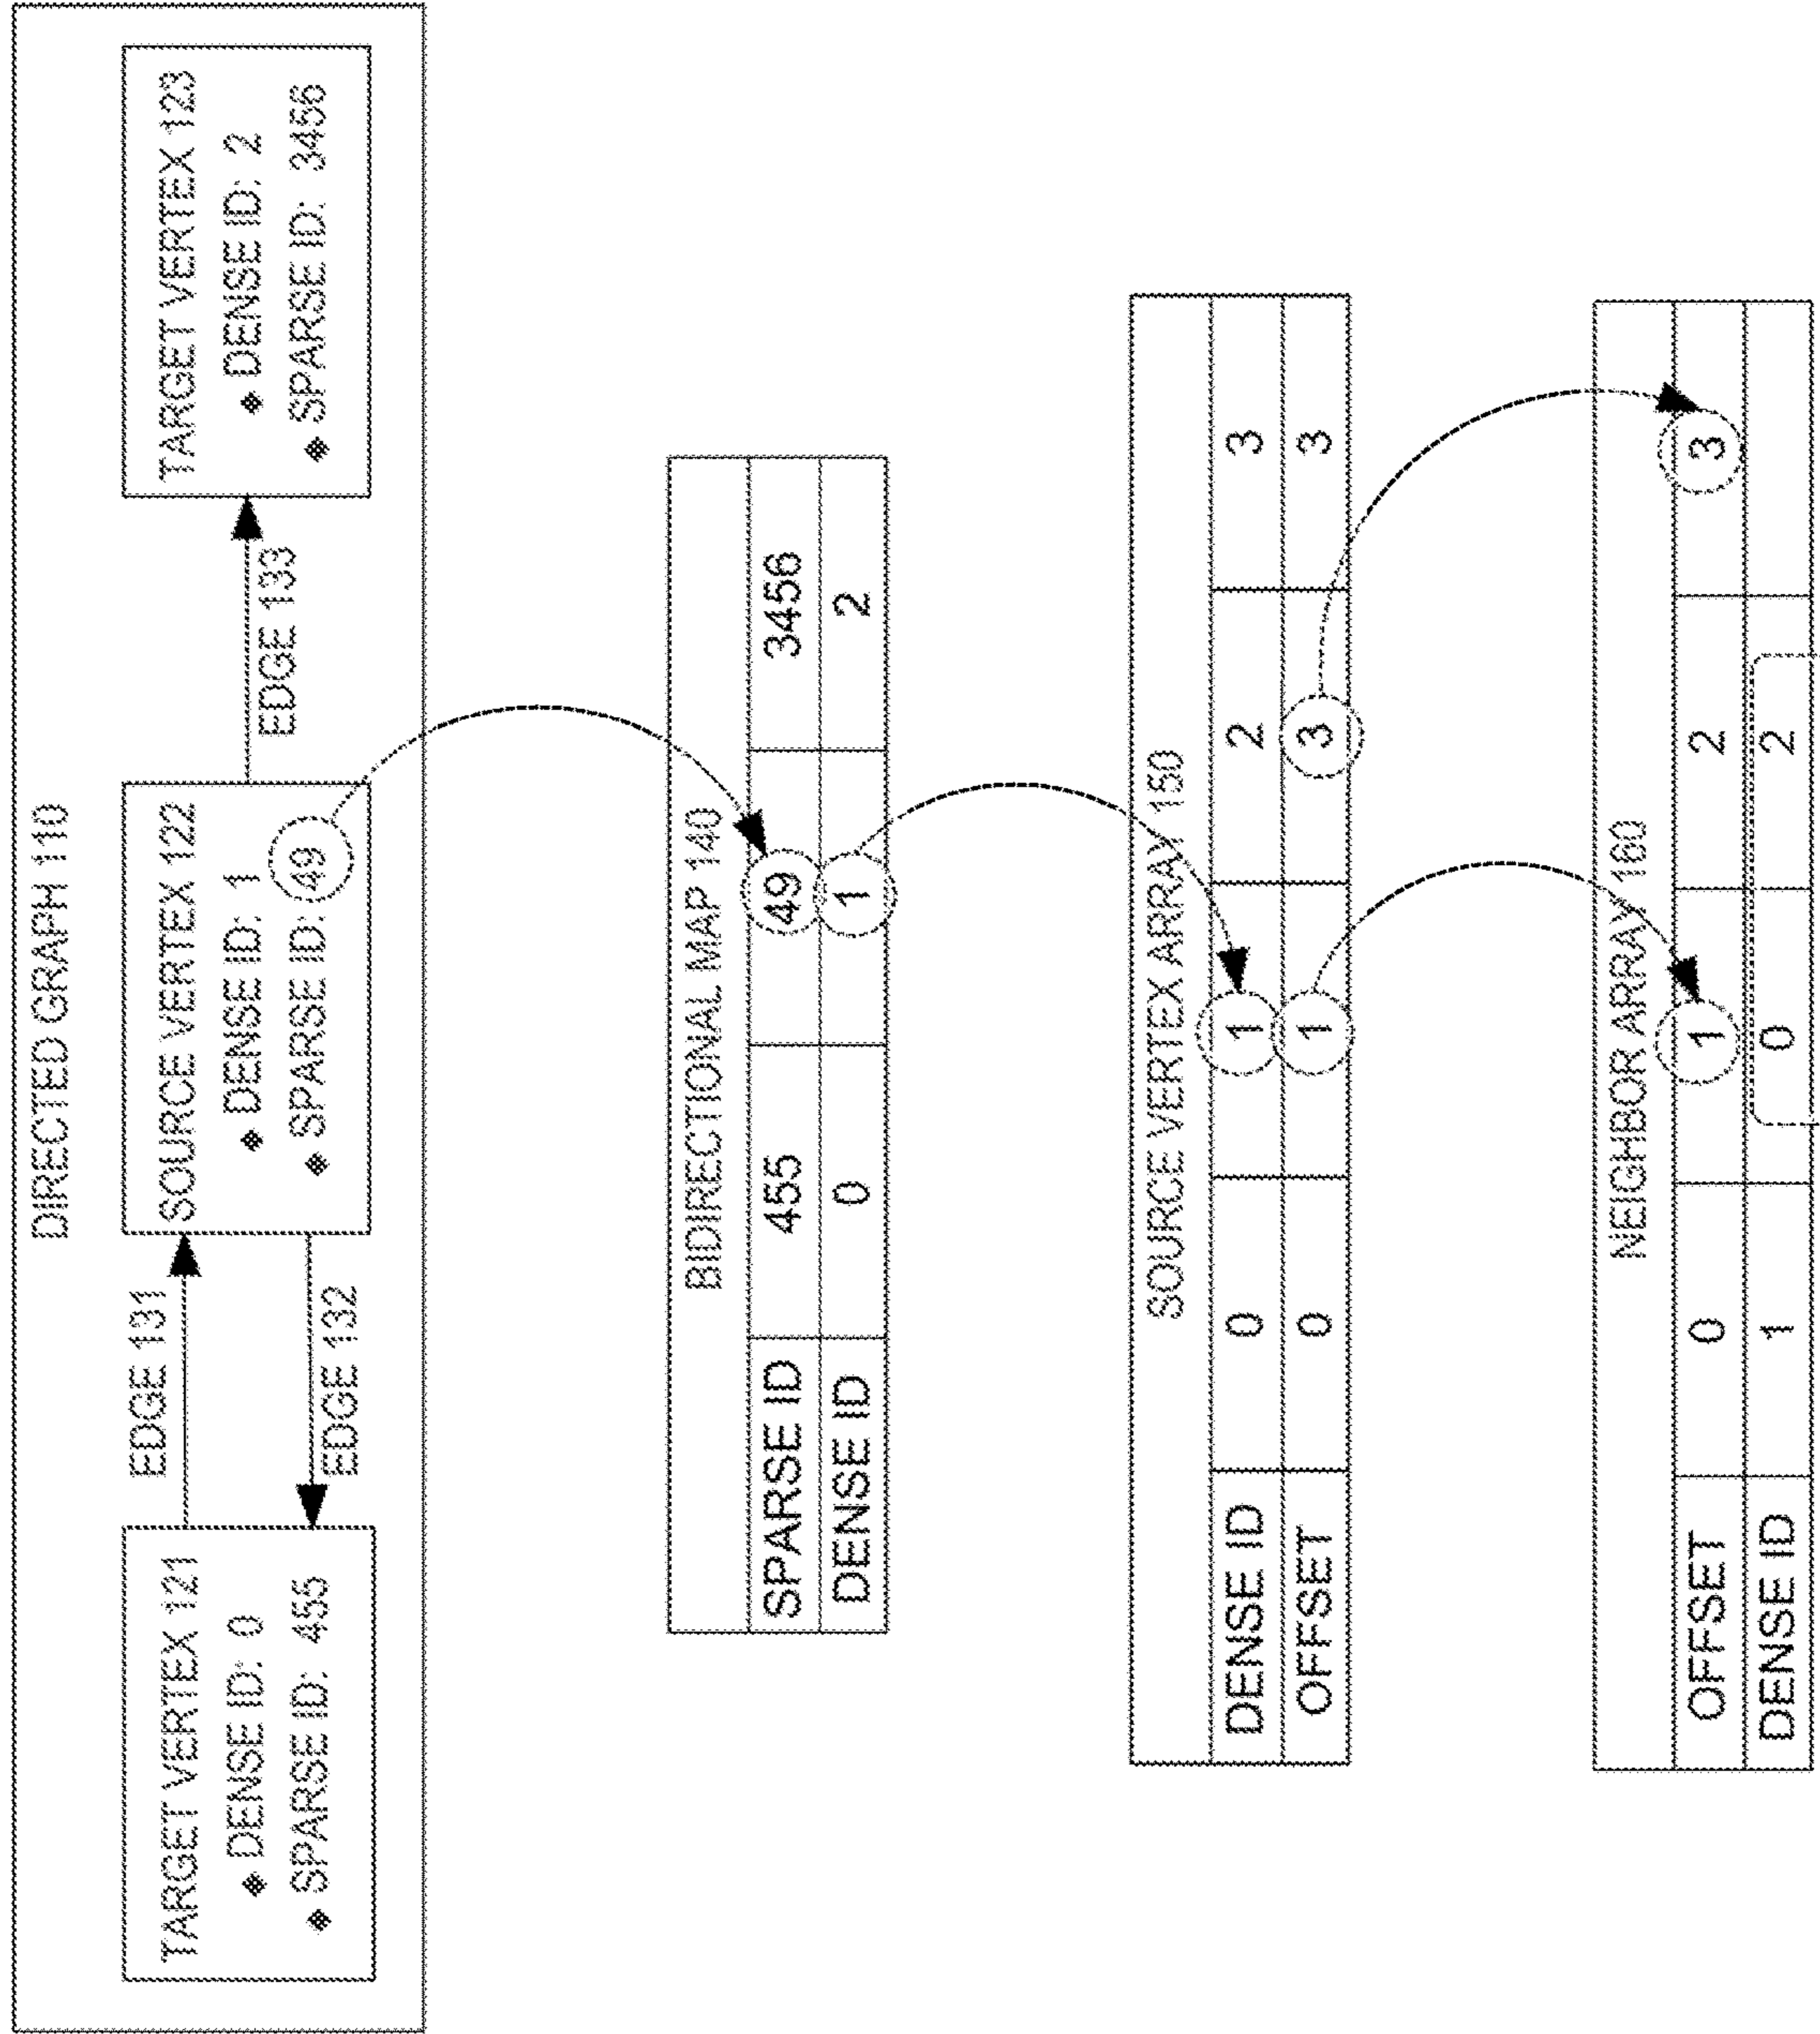 DIRECTED GRAPH 110
TARGET VERTEX 121
DENSE ID: 0
SPARSE ID: 455
EDGE 131
EDGE 132
SOURCE VERTEX 122
DENSE ID: 1
SPARSE ID: 49
EDGE 133
TARGET VERTEX 123
DENSE ID: 2
SPARSE ID: 3456
BIDIRECTIONAL MAP 140
SPARSE ID 455 49 3456
DENSE ID 0 1 2
SOURCE VERTEX ARRAY 150
DENSE ID 0 1 2 3
OFFSET 0 1 3 3
NEIGHBOR ARRAY 160
OFFSET 0 1 2 3
DENSE ID 1 0 2